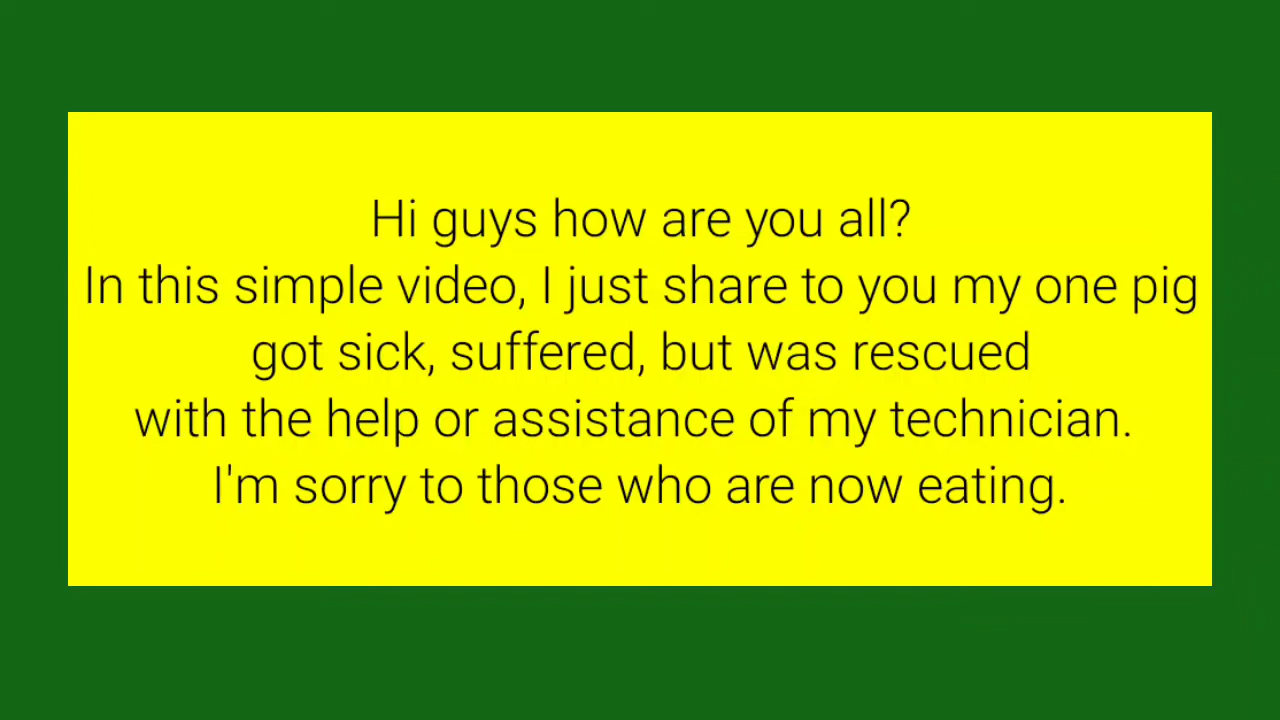 Hi guys how are you all?
In this simple video, I just share to you my one pig
got sick, suffered, but was rescued
with the help or assistance of my technician.
I'm sorry to those who are now eating.